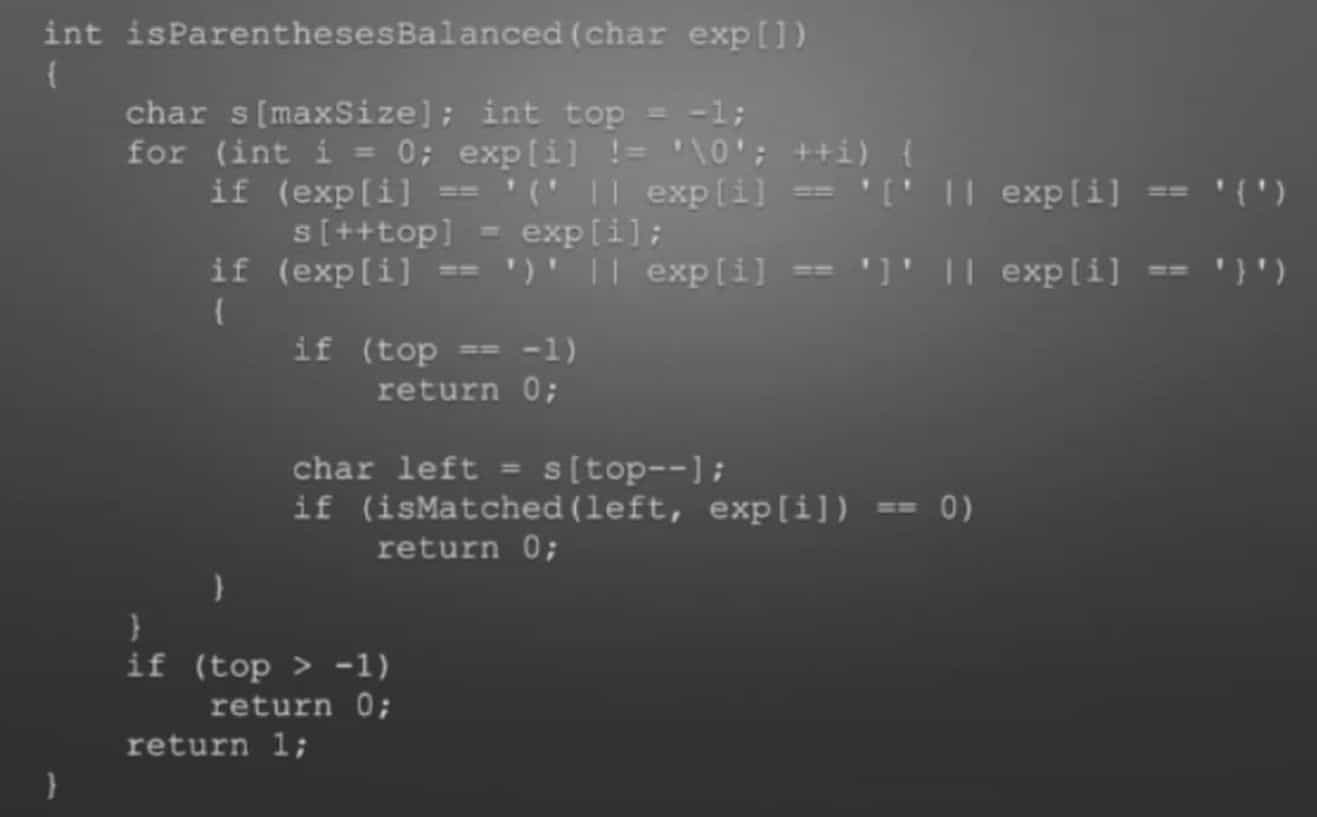 int isParenthesesBalanced(char exp[])
{
    char s[maxSize]; int top = -1;
    for (int i = 0; exp[i] != '\0'; ++i) {
        if (exp[i] == '(' || exp[i] == '[' || exp[i] == '{')
            s[++top] = exp[i];
        if (exp[i] == ')' || exp[i] == ']' || exp[i] == '}')
        {
            if (top == -1)
                return 0;

            char left = s[top--];
            if (isMatched(left, exp[i]) == 0)
                return 0;
        }
    }
    if (top > -1)
        return 0;
    return 1;
}